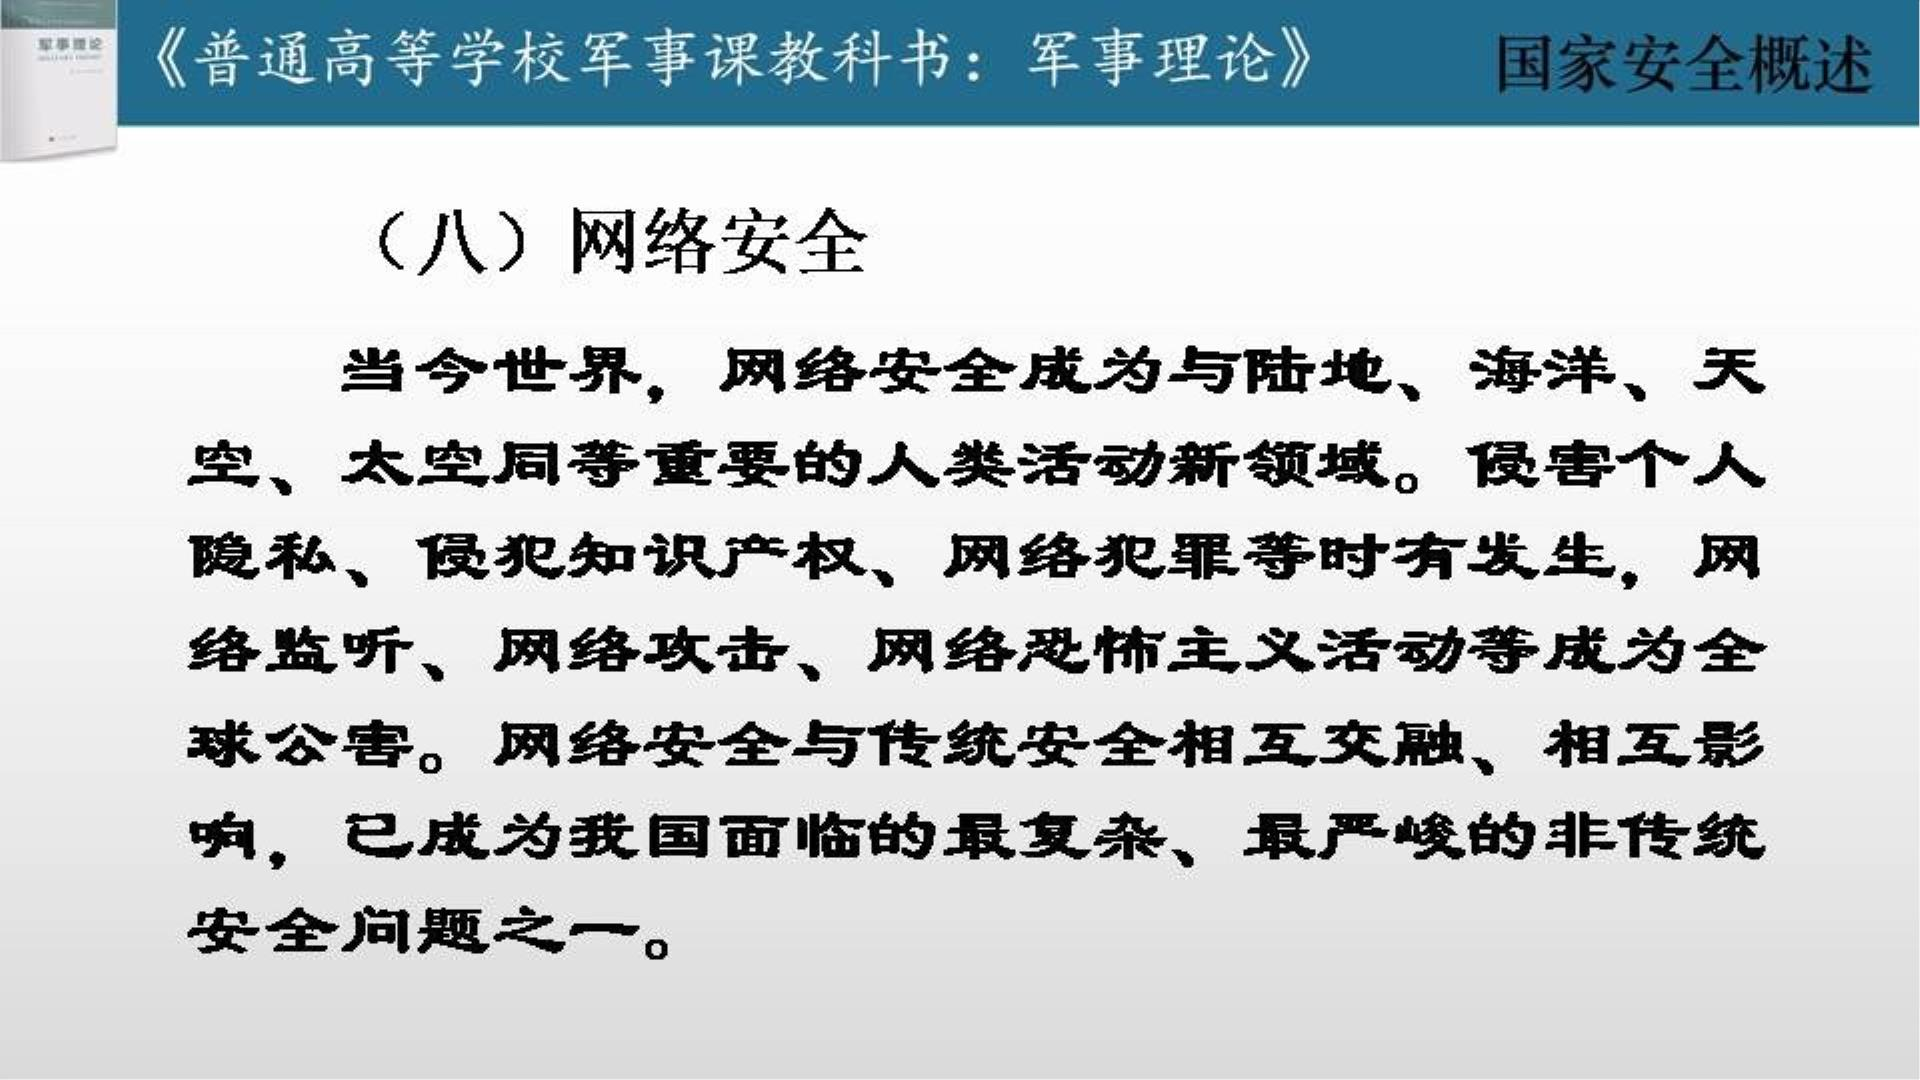 军事理论
《普通高等学校军事课教科书：军事理论》
国家安全概述
（八）网络安全
当今世界，网络安全成为与陆地、海洋、天
空、太空同等重要的人类活动新领域。侵害个人
隐私、侵犯知识产权、网络犯罪等时有发生，网
络监听、网络攻击、网络恐怖主义活动等成为全
球公害。网络安全与传统安全相互交融、相互影
响，已成为我国面临的最复杂、最严峻的非传统
安全问题之一。